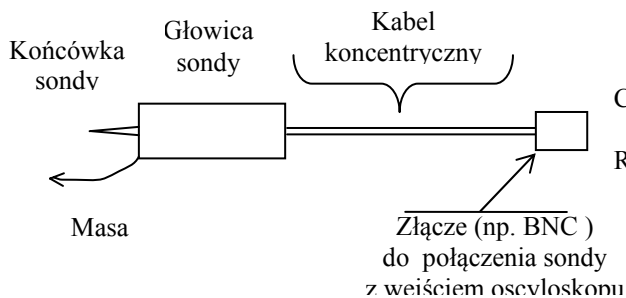 Końcówka
sondy
Głowica
sondy
Kabel
koncentryczny
Masa
Złącze (np. BNC )
do połączenia sondy
z wejściem oscyloskopu